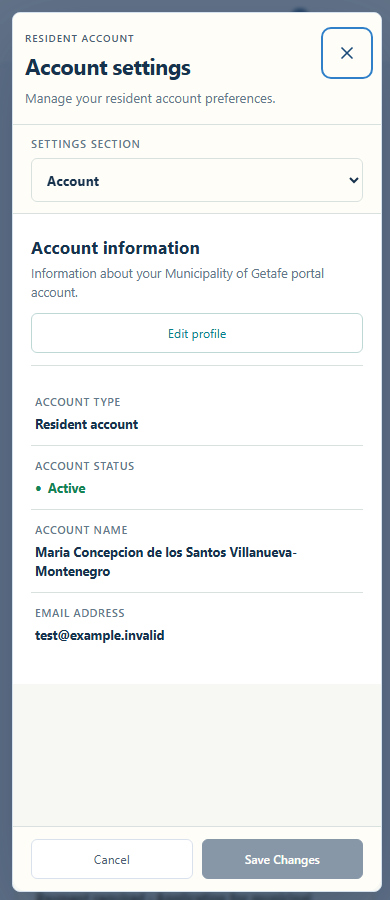 RESIDENT ACCOUNT
Account settings
Manage your resident account preferences.
SETTINGS SECTION
Account
Account information
Information about your Municipality of Getafe portal
account.
Edit profile
ACCOUNT TYPE
Resident account
ACCOUNT STATUS
• Active
ACCOUNT NAME
Maria Concepcion de los Santos Villanueva-
Montenegro
EMAIL ADDRESS
test@example.invalid
Cancel
Save Changes